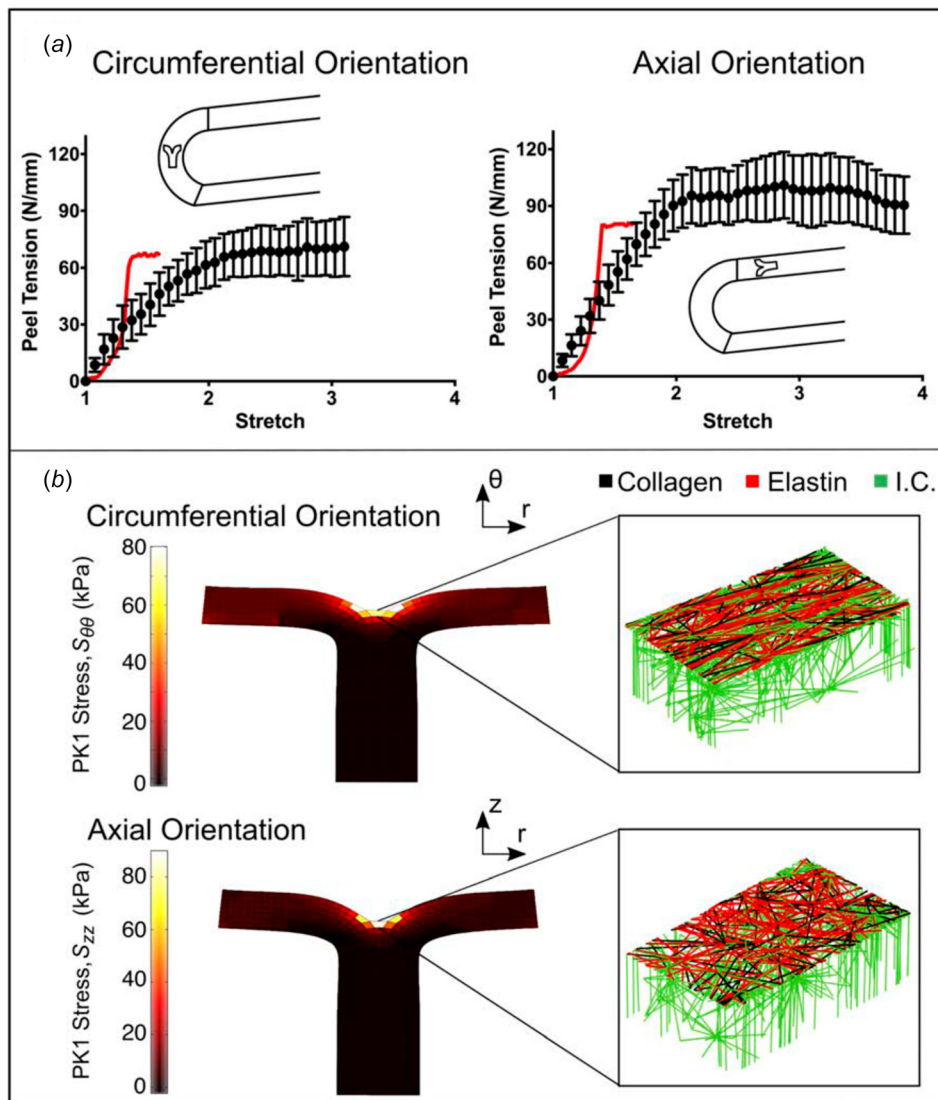 (a)
Circumferential Orientation
Axial Orientation
Peel Tension (N/mm)
120
90
60
30
0
1
2
3
4
Stretch
Peel Tension (N/mm)
120
90
60
30
0
1
2
3
4
Stretch
(b)
θ
r
Collagen Elastin I.C.
Circumferential Orientation
PK1 Stress, Sθθ (kPa)
80
60
40
20
0
Axial Orientation
z
r
PK1 Stress, Szz (kPa)
80
60
40
20
0